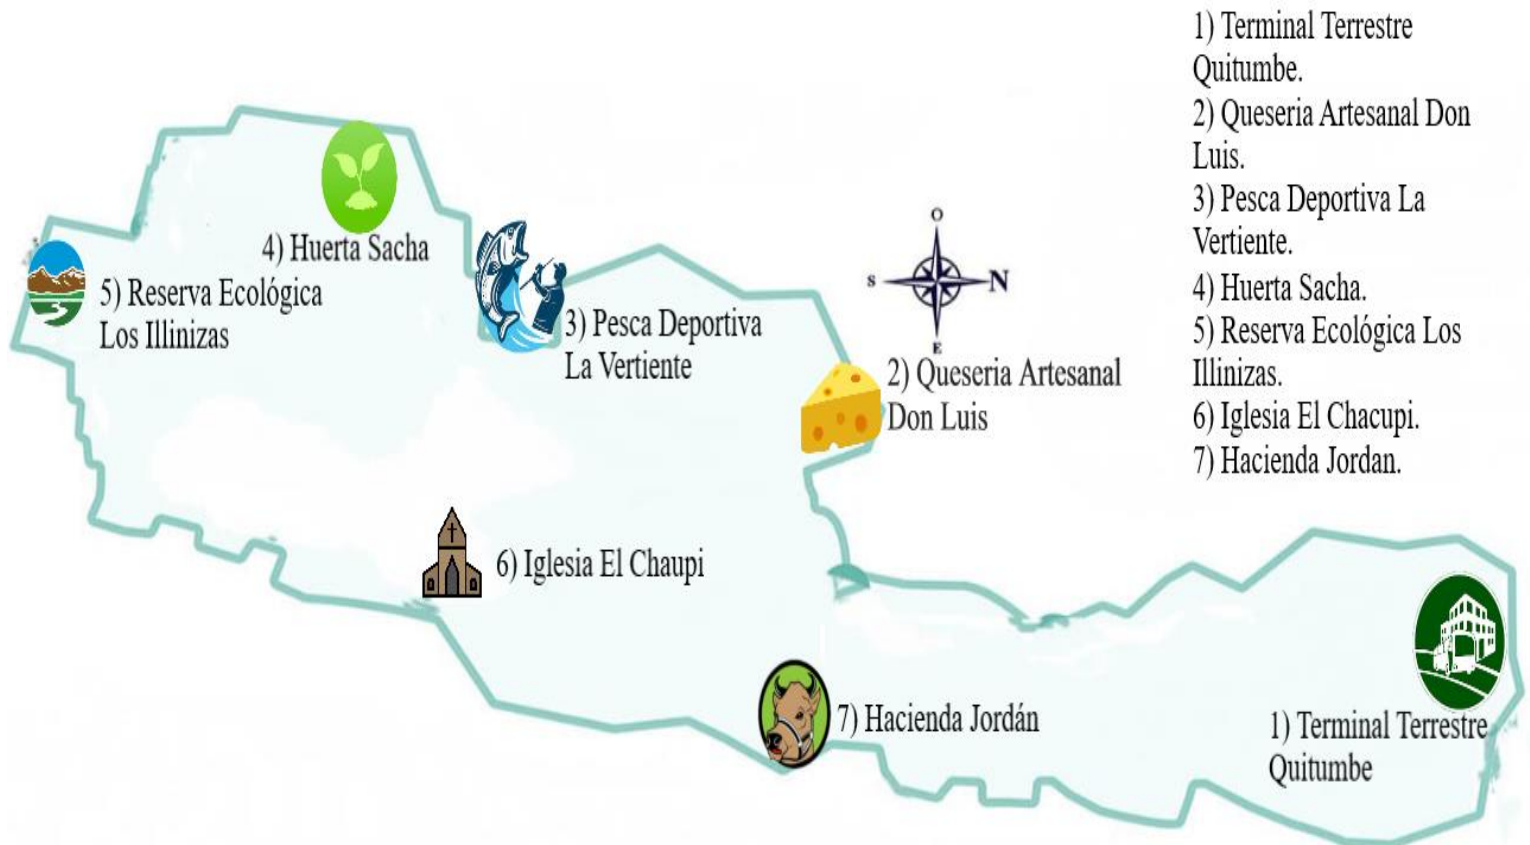 1) Terminal Terrestre
Quitumbe.
2) Queseria Artesanal Don
Luis.
3) Pesca Deportiva La
Vertiente.
4) Huerta Sacha.
5) Reserva Ecológica Los
Illinizas.
6) Iglesia El Chacupi.
7) Hacienda Jordan.
4) Huerta Sacha
5) Reserva Ecológica
Los Illinizas
3) Pesca Deportiva
La Vertiente
O
S
N
E
2) Queseria Artesanal
Don Luis
6) Iglesia El Chaupi
7) Hacienda Jordán
1) Terminal Terrestre
Quitumbe